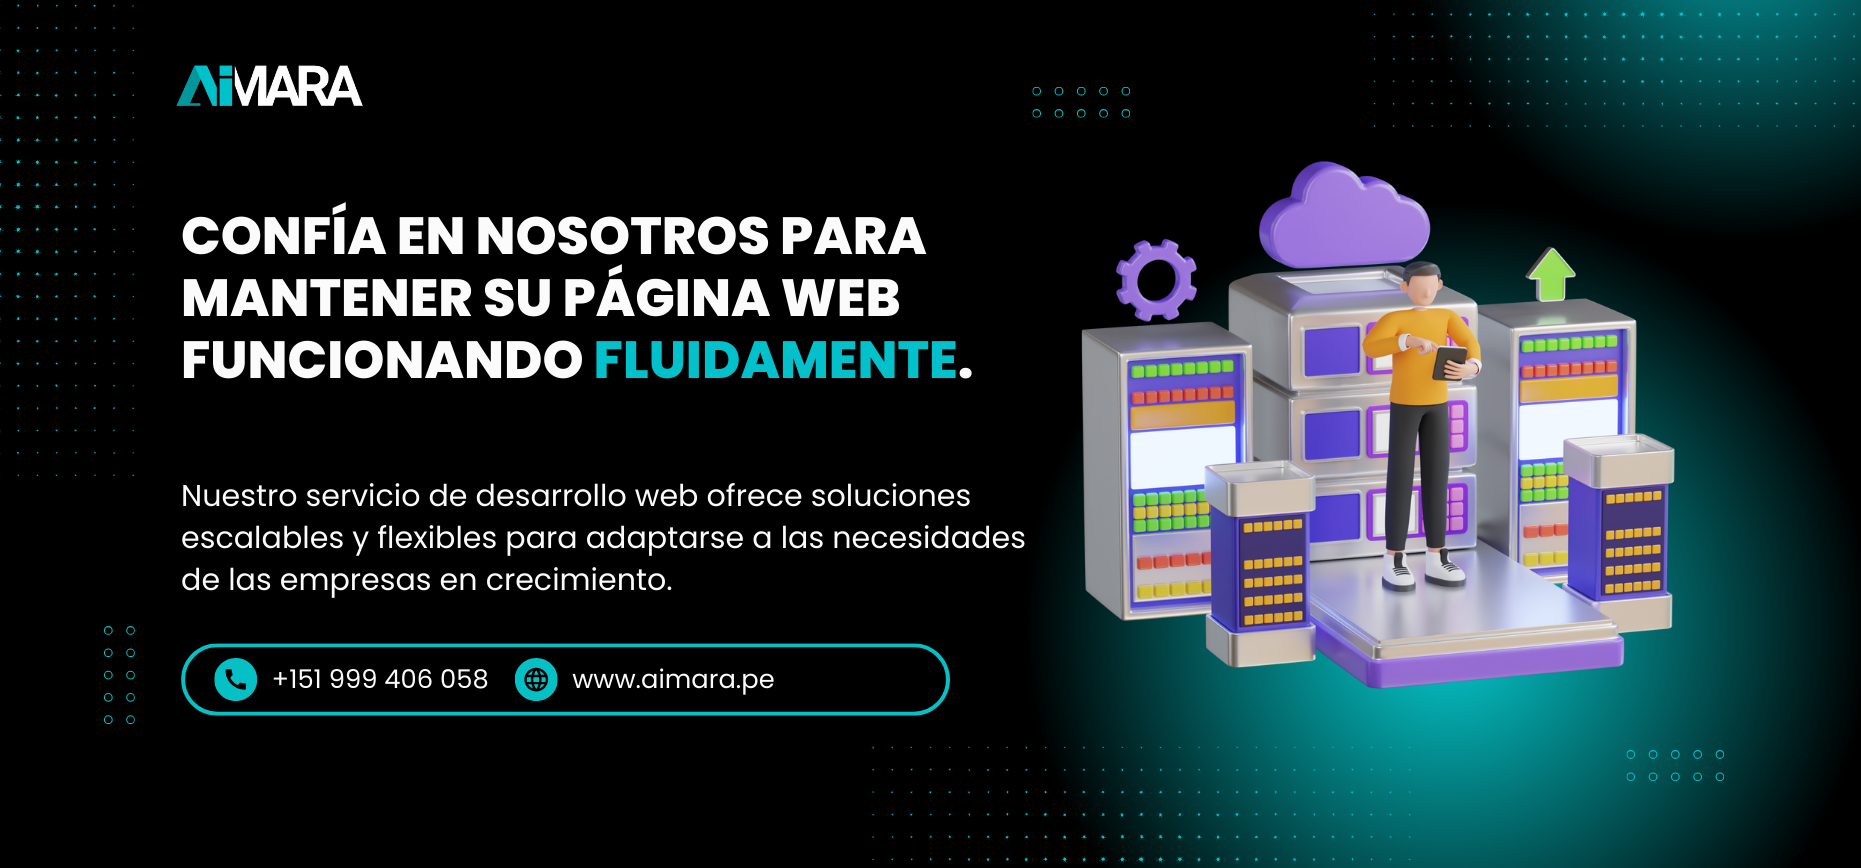 AiMARA
CONFÍA EN NOSOTROS PARA
MANTENER SU PÁGINA WEB
FUNCIONANDO FLUIDAMENTE.
Nuestro servicio de desarrollo web ofrece soluciones
escalables y flexibles para adaptarse a las necesidades
de las empresas en crecimiento.
+151 999 406 058 www.aimara.pe